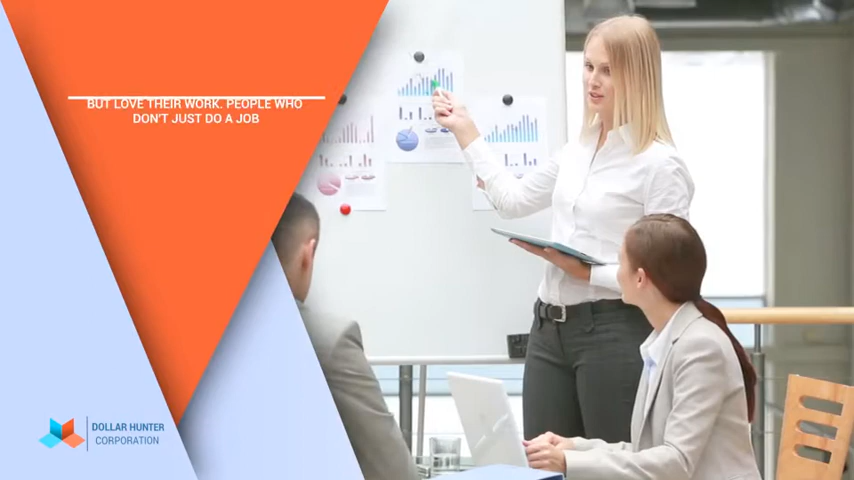 BUT LOVE THEIR WORK. PEOPLE WHO
DON'T JUST DO A JOB
DOLLAR HUNTER
CORPORATION